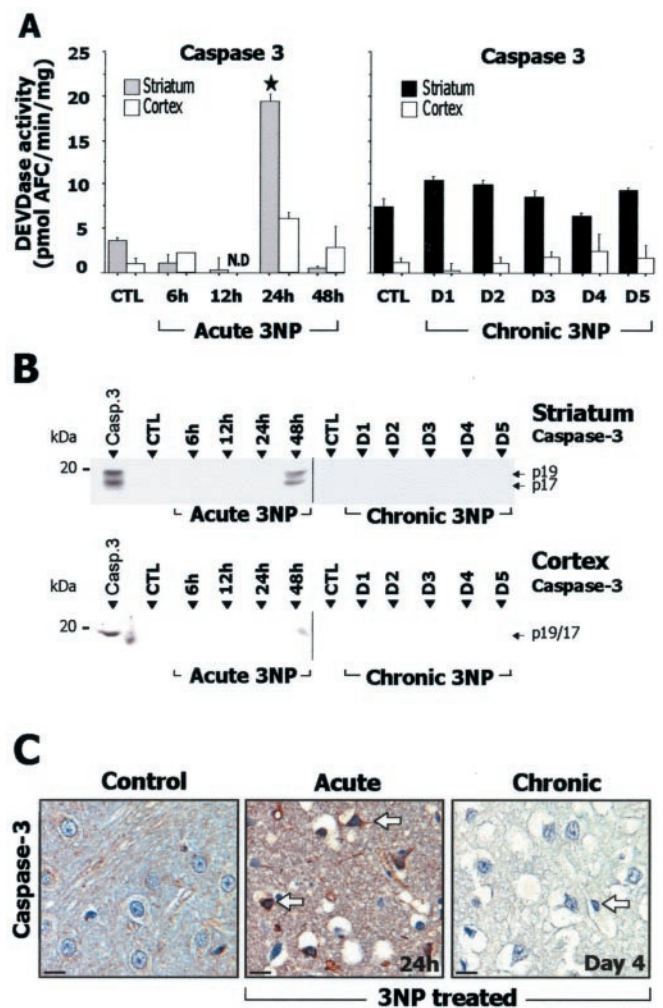 A
Caspase 3
Caspase 3
DEVDase activity
(pmol AFC/min/mg)
25
20
15
10
5
0
Striatum
Cortex
★
N.D
CTL 6h 12h 24h 48h
Acute 3NP
Striatum
Cortex
CTL D1 D2 D3 D4 D5
Chronic 3NP
B
kDa
Casp.3 CTL 6h 12h 24h 48h CTL D1 D2 D3 D4 D5
Striatum
Caspase-3
20
p19
p17
Acute 3NP
Chronic 3NP
kDa
Casp.3 CTL 6h 12h 24h 48h CTL D1 D2 D3 D4 D5
Cortex
Caspase-3
20
p19/17
Acute 3NP
Chronic 3NP
C
Control Acute Chronic
Caspase-3
24h
Day 4
3NP treated